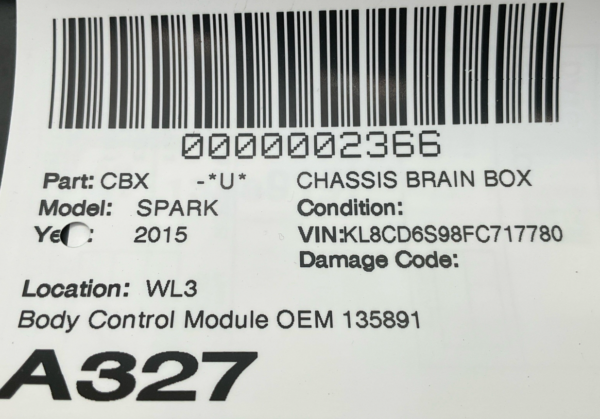 0000002366
Part: CBX -*U* CHASSIS BRAIN BOX
Model: SPARK Condition:
2015 VIN:KL8CD6S98FC717780
Damage Code:
Location: WL3
Body Control Module OEM 135891
A327